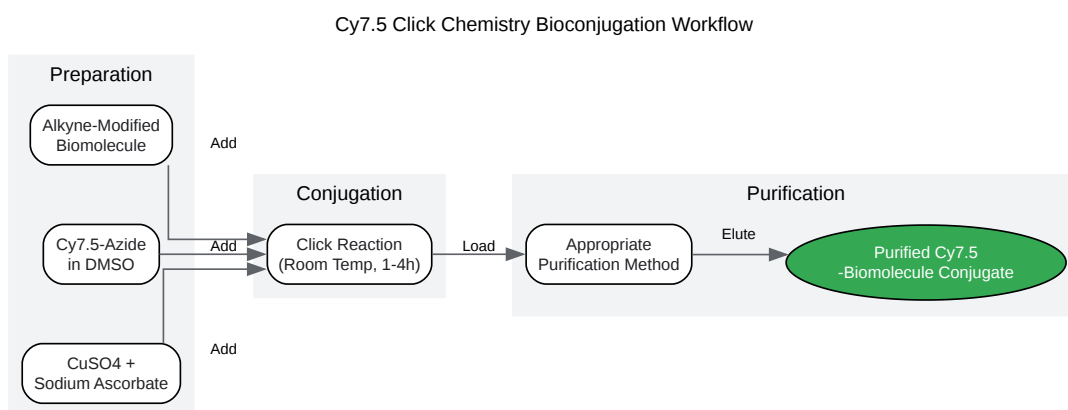 Cy7.5 Click Chemistry Bioconjugation Workflow
Preparation
Alkyne-Modified
Biomolecule
Add
Cy7.5-Azide
in DMSO
Add
CuSO4 +
Sodium Ascorbate
Add
Conjugation
Click Reaction
(Room Temp, 1-4h)
Load
Purification
Appropriate
Purification Method
Elute
Purified Cy7.5
-Biomolecule Conjugate